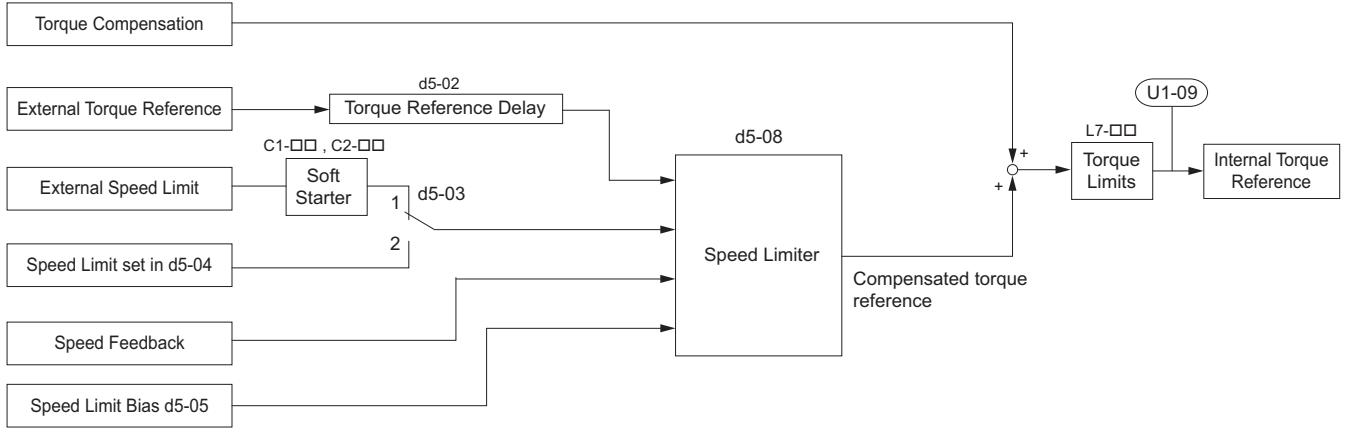 Torque Compensation
External Torque Reference
d5-02
Torque Reference Delay
C1-□□ , C2-□□
External Speed Limit
Soft
Starter
1
d5-03
2
Speed Limit set in d5-04
Speed Feedback
Speed Limit Bias d5-05
d5-08
Speed Limiter
Compensated torque
reference
+
+
L7-□□
Torque
Limits
U1-09
Internal Torque
Reference